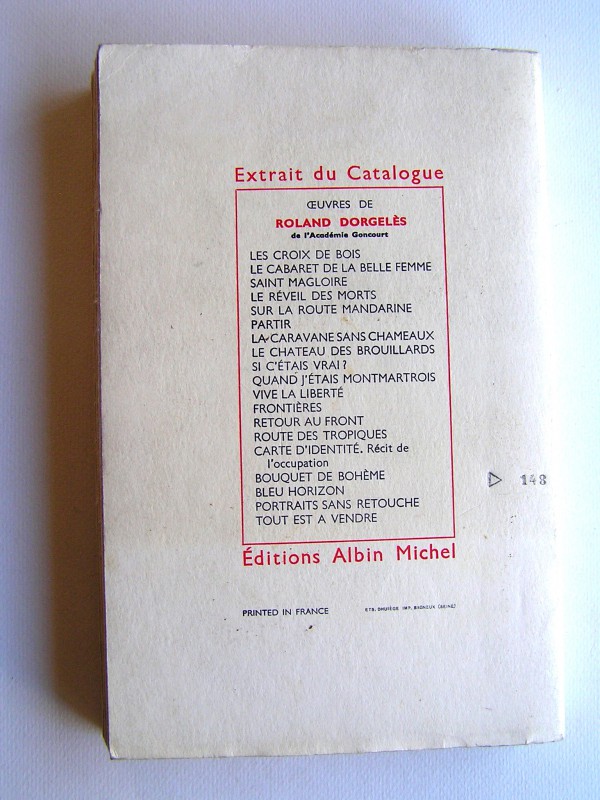 Extrait du Catalogue
ŒUVRES DE
ROLAND DORGELÈS
de l'Académie Goncourt
LES CROIX DE BOIS
LE CABARET DE LA BELLE FEMME
SAINT MAGLOIRE
LE RÉVEIL DES MORTS
SUR LA ROUTE MANDARINE
PARTIR
LA CARAVANE SANS CHAMEAUX
LE CHATEAU DES BROUILLARDS
SI C'ÉTAIS VRAI ?
QUAND J'ÉTAIS MONTMARTROIS
VIVE LA LIBERTÉ
FRONTIÈRES
RETOUR AU FRONT
ROUTE DES TROPIQUES
CARTE D'IDENTITÉ. Récit de
l'occupation
BOUQUET DE BOHÈME
BLEU HORIZON
PORTRAITS SANS RETOUCHE
TOUT EST A VENDRE
148
Éditions Albin Michel
PRINTED IN FRANCE
ETS. IMP. BAGNEUX (SEINE)